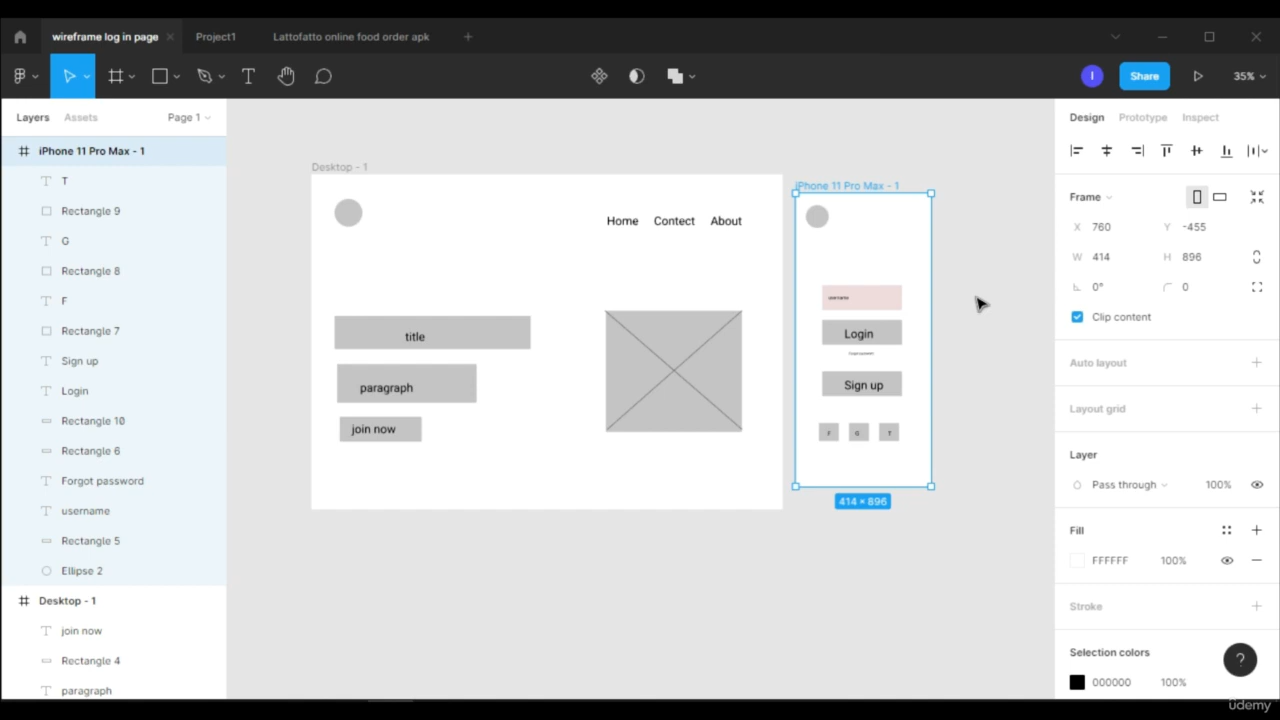 wireframe log in page
Project1
Lattofatto online food order apk
I
Share
35%
Layers
Assets
Page 1
Design
Prototype
Inspect
iPhone 11 Pro Max - 1
T
Rectangle 9
G
Rectangle 8
F
Rectangle 7
Sign up
Login
Rectangle 10
Rectangle 6
Forgot password
username
Rectangle 5
Ellipse 2
Desktop - 1
join now
Rectangle 4
paragraph
Desktop - 1
Home Contect About
title
paragraph
join now
iPhone 11 Pro Max - 1
username
Login
Forgot password
Sign up
F G T
414 × 896
Frame
X 760 Y -455
W 414 H 896
0° 0
Clip content
Auto layout
Layout grid
Layer
Pass through 100%
Fill
FFFFFF 100%
Stroke
Selection colors
000000 100%
?
ûdemy